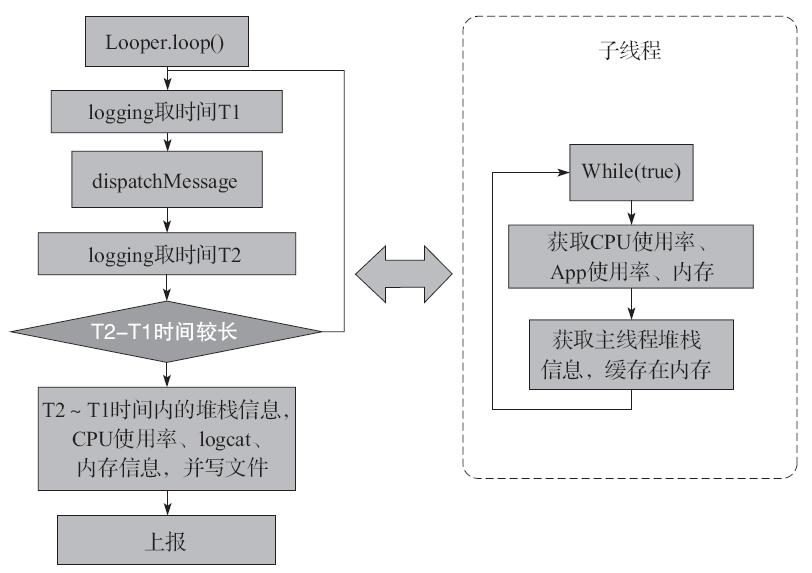 Looper.loop()
logging取时间T1
dispatchMessage
logging取时间T2
T2-T1时间较长
T2～T1时间内的堆栈信息，
CPU使用率、logcat、
内存信息，并写文件
上报
子线程
While(true)
获取CPU使用率、
App使用率、内存
获取主线程堆栈
信息，缓存在内存